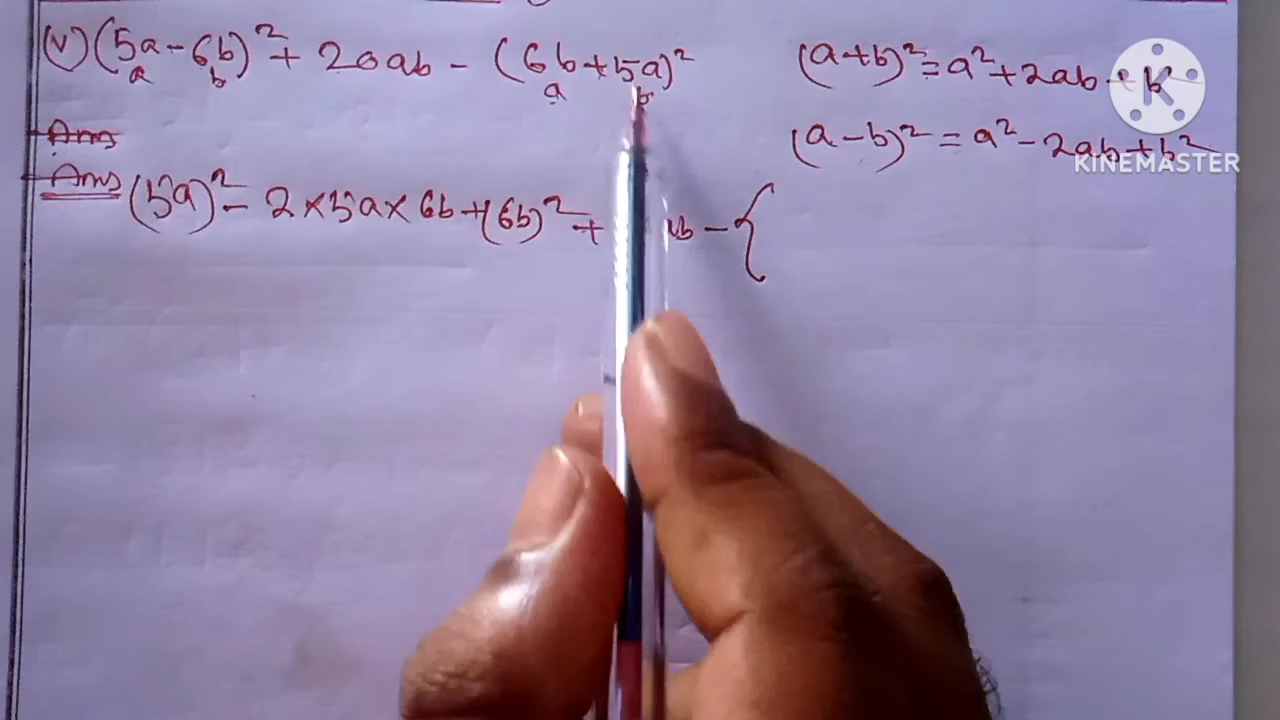 (v) (5a - 6b)² + 20ab - (6b + 5a)²
a b a b
(a+b)² = a² + 2ab + b
(a-b)² = a² - 2ab + b²
K
KINEMASTER
Ans
Ans (5a)² - 2×5a×6b+(6b)² + ab - {